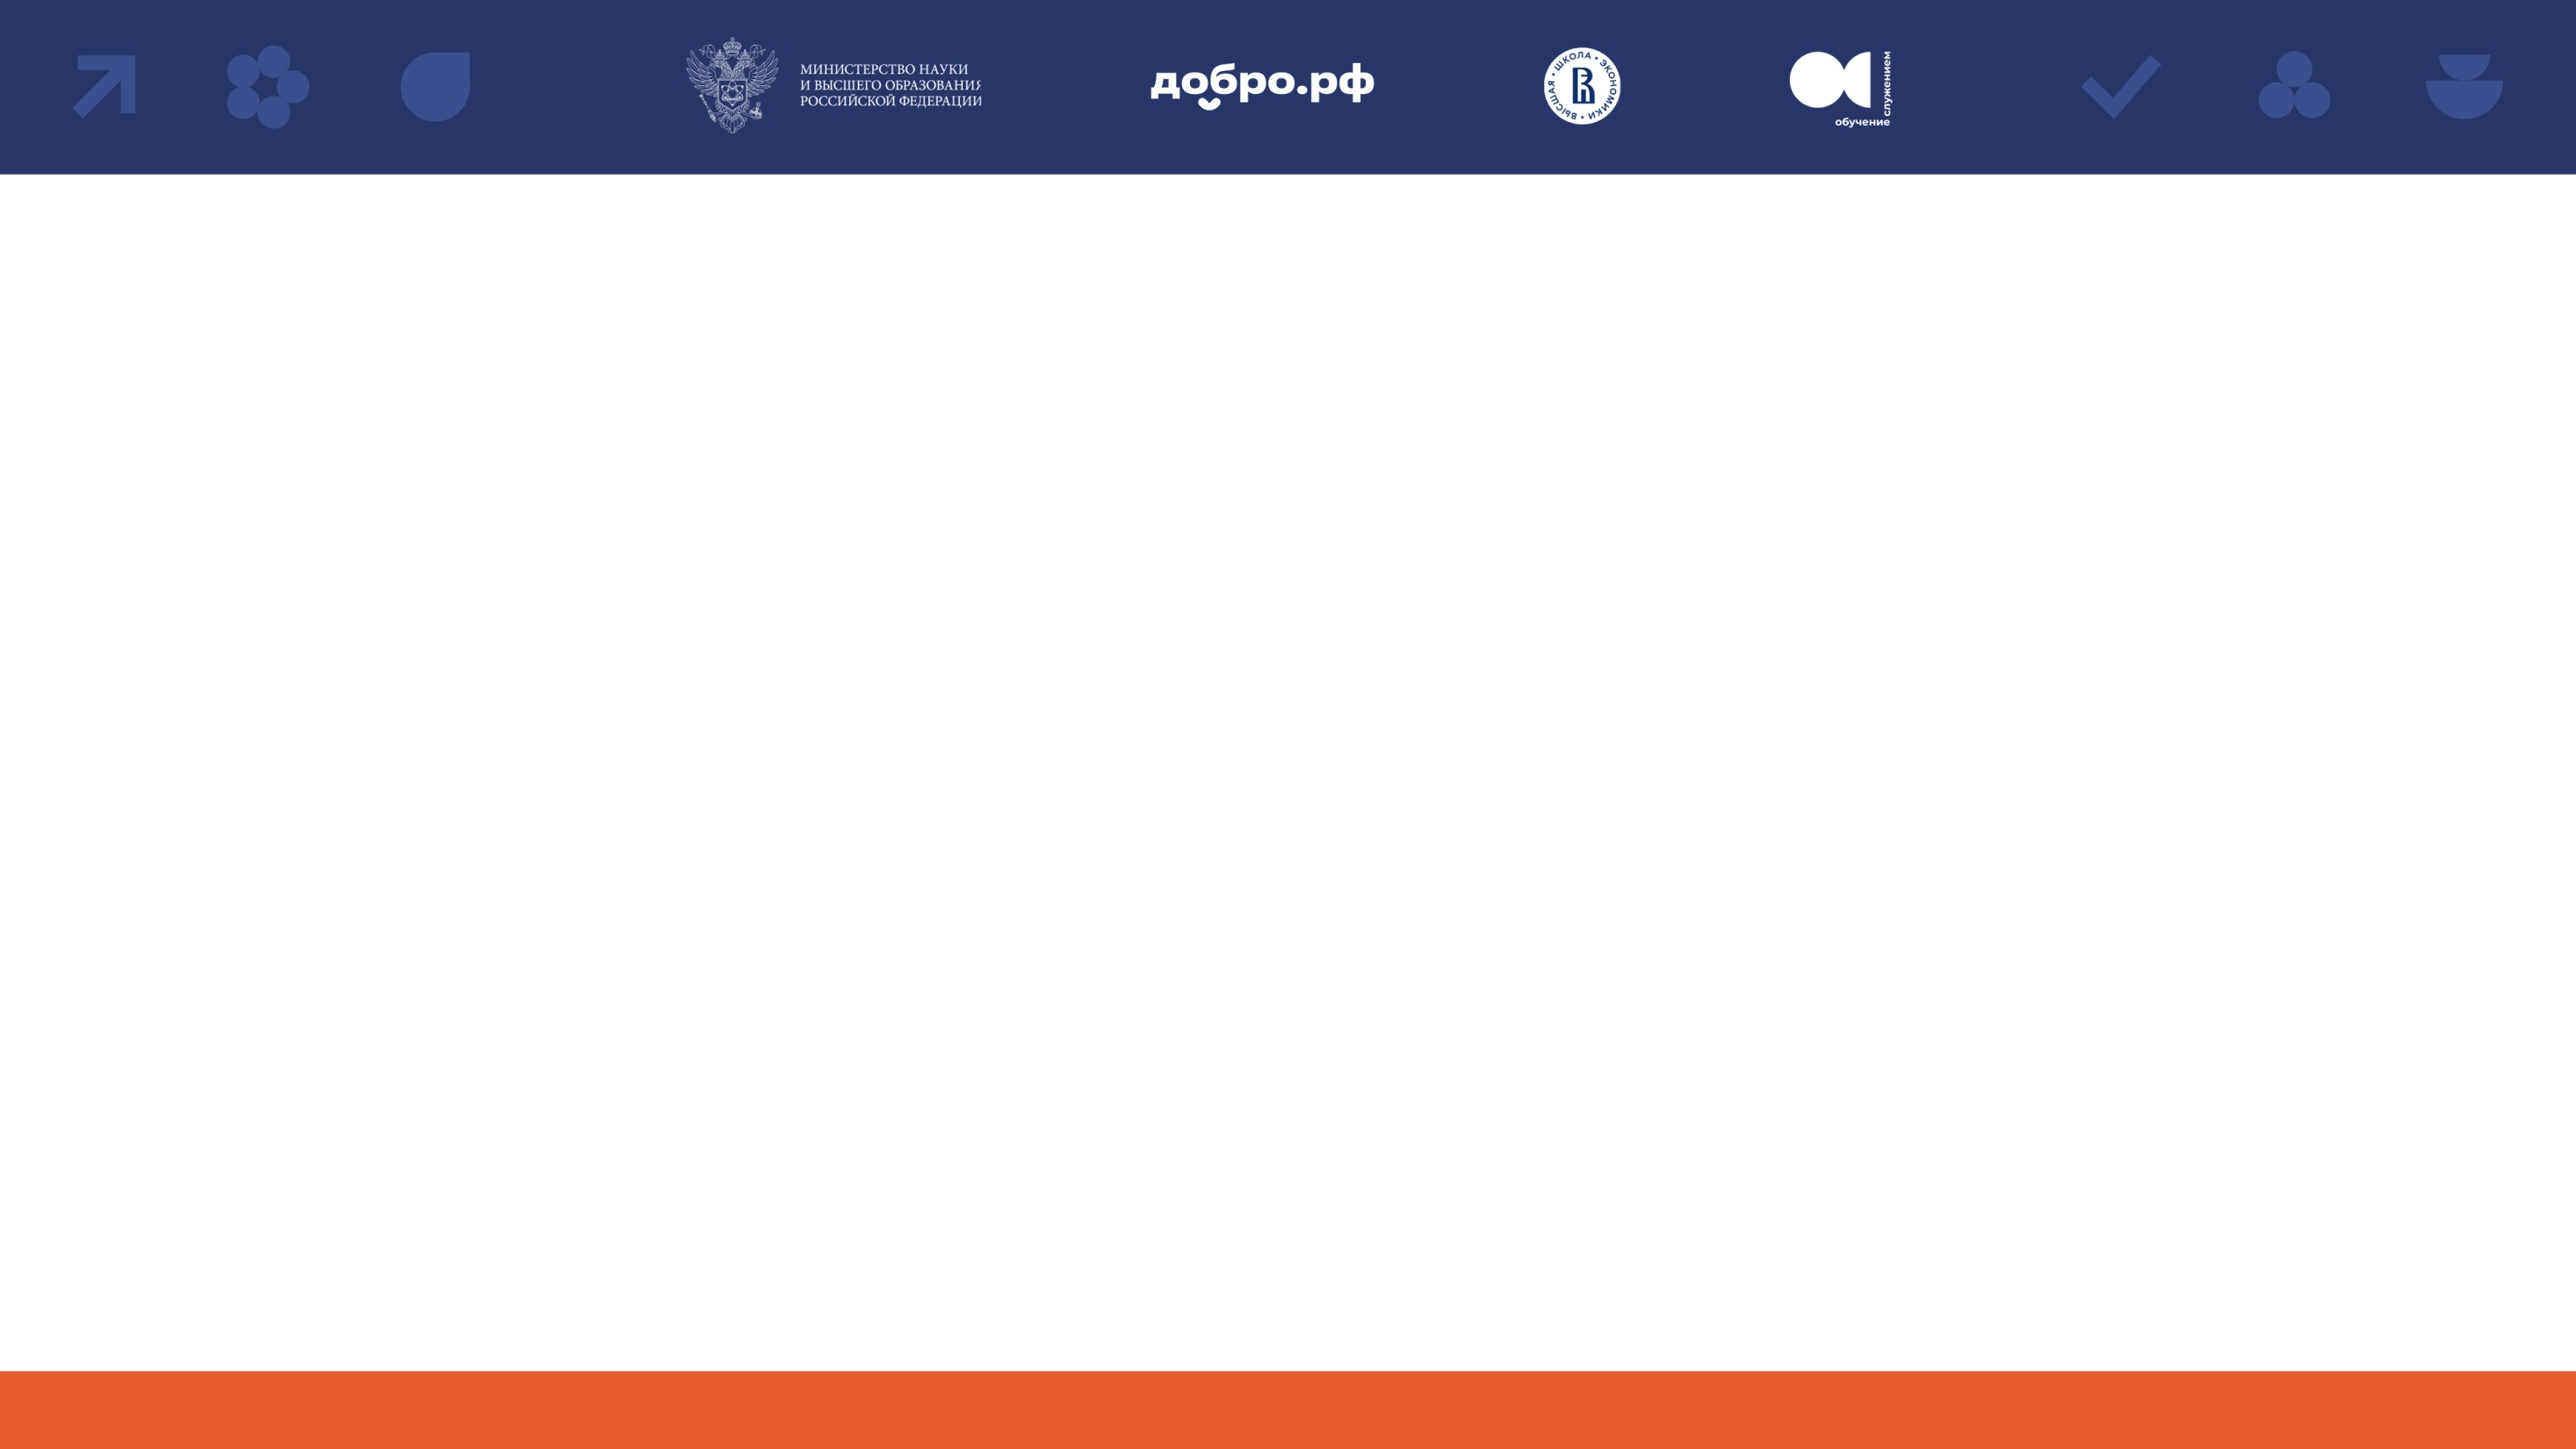 МИНИСТЕРСТВО НАУКИ
И ВЫСШЕГО ОБРАЗОВАНИЯ
РОССИЙСКОЙ ФЕДЕРАЦИИ
добро.рф
ВЫСШАЯ • ШКОЛА • ЭКОНОМИКИ •
обучение
служением